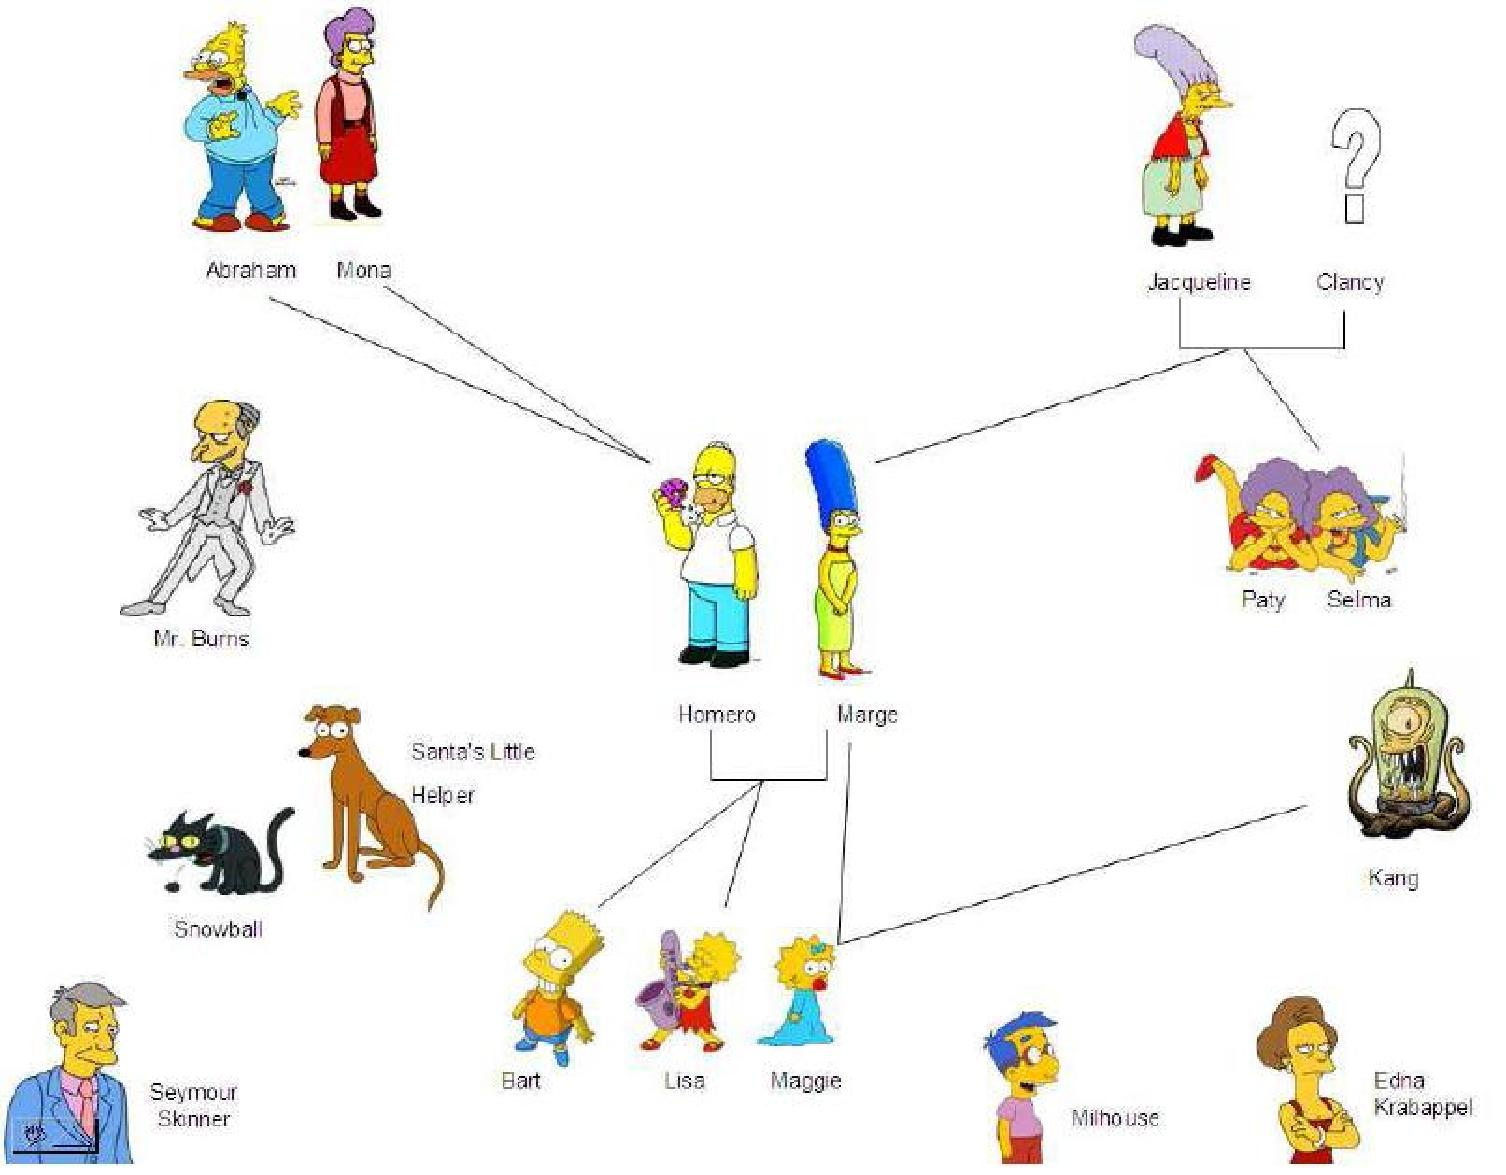 Abraham
Mona
Jacqueline
Clancy
Mr. Burns
Homero
Marge
Paty
Selma
Santa's Little
Helper
Snowball
Kang
Bart
Lisa
Maggie
Seymour
Skinner
Milhouse
Edna
Krabappel